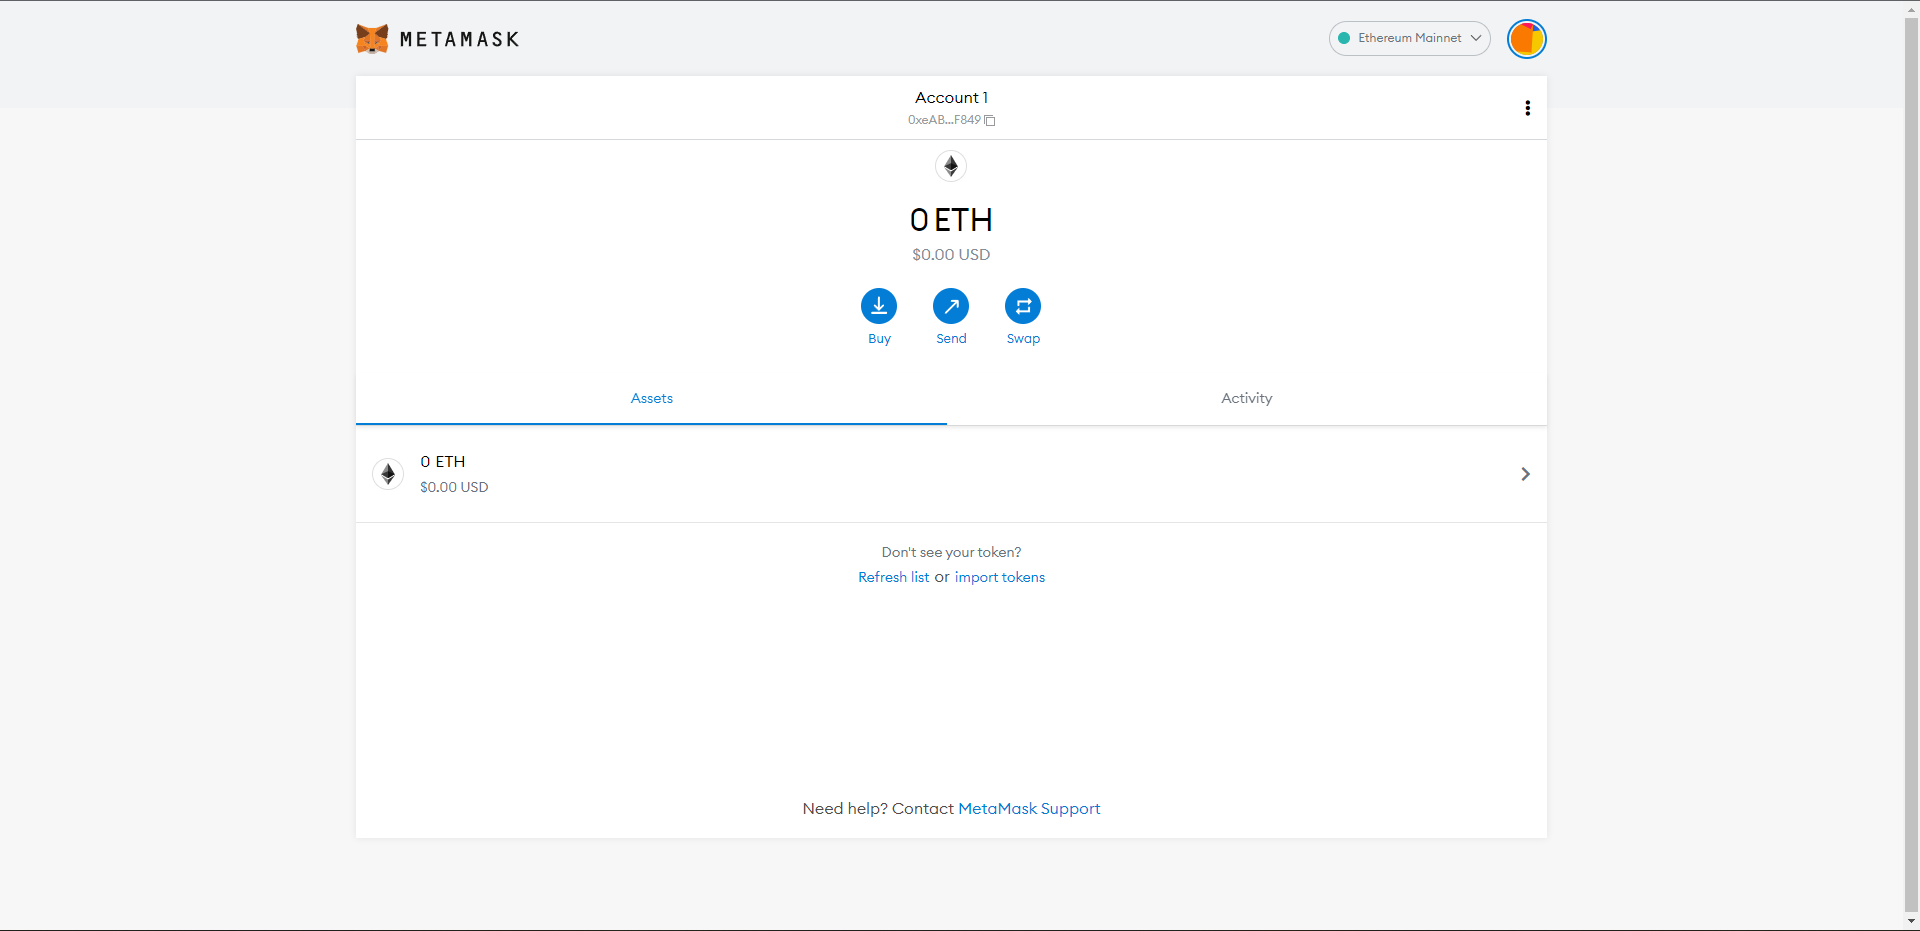 METAMASK
Ethereum Mainnet
Account 1
0xeAB...F849
0 ETH
$0.00 USD
Buy
Send
Swap
Assets
Activity
0 ETH
$0.00 USD
Don't see your token?
Refresh list or import tokens
Need help? Contact MetaMask Support